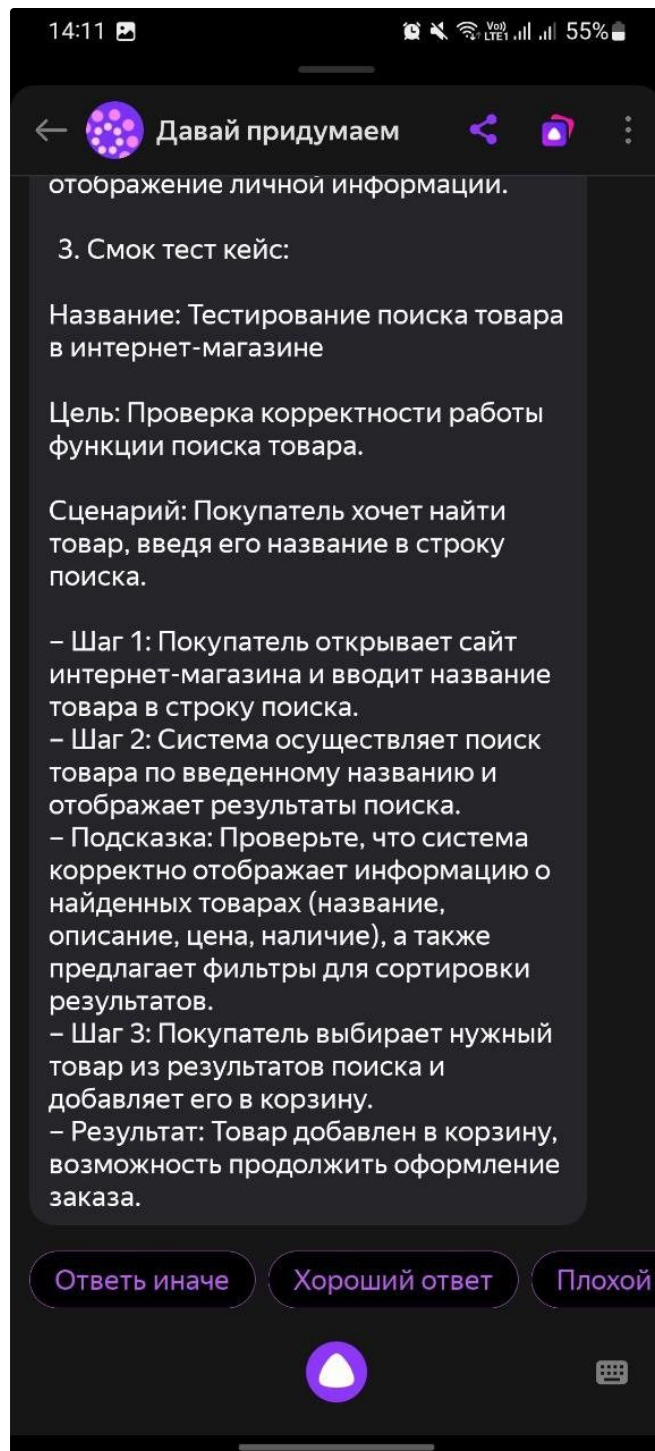 14:11
Vo))
LTE1
55%
Давай придумаем
отображение личной информации.
3. Смок тест кейс:
Название: Тестирование поиска товара
в интернет-магазине
Цель: Проверка корректности работы
функции поиска товара.
Сценарий: Покупатель хочет найти
товар, введя его название в строку
поиска.
– Шаг 1: Покупатель открывает сайт
интернет-магазина и вводит название
товара в строку поиска.
– Шаг 2: Система осуществляет поиск
товара по введенному названию и
отображает результаты поиска.
– Подсказка: Проверьте, что система
корректно отображает информацию о
найденных товарах (название,
описание, цена, наличие), а также
предлагает фильтры для сортировки
результатов.
– Шаг 3: Покупатель выбирает нужный
товар из результатов поиска и
добавляет его в корзину.
– Результат: Товар добавлен в корзину,
возможность продолжить оформление
заказа.
Ответь иначе
Хороший ответ
Плохой